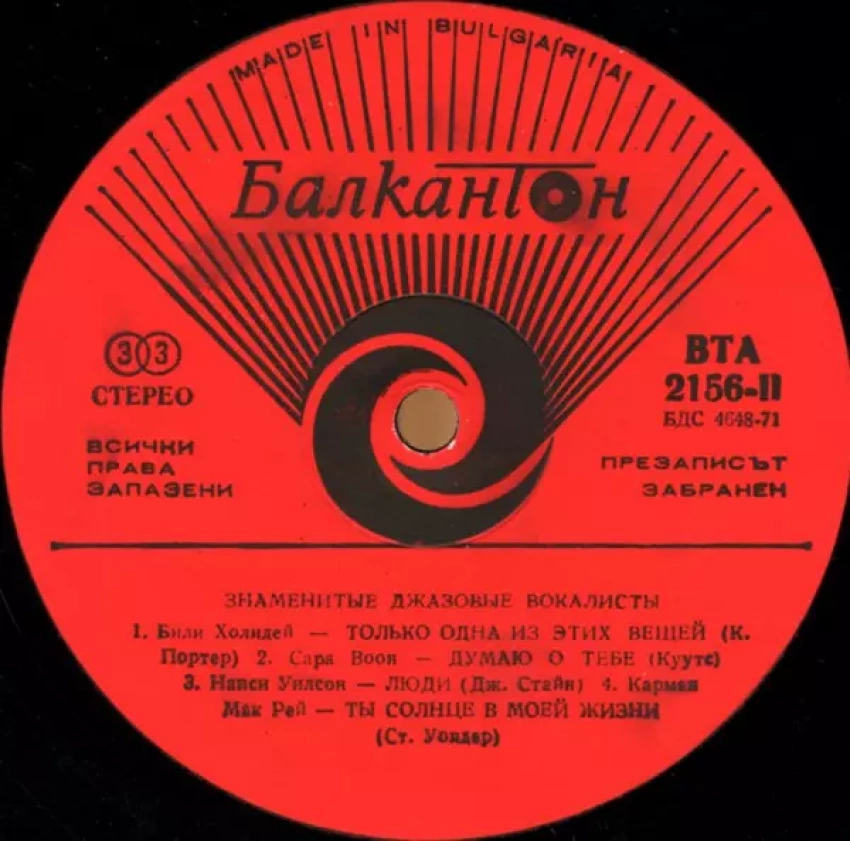 MADE IN BULGARIA
Балкантон
33
СТЕРЕО
ВТА
2156-II
БДС 4648-71
ВСИЧКИ
ПРАВА
ЗАПАЗЕНИ
ПРЕЗАПИСЪТ
ЗАБРАНЕН
ЗНАМЕНИТЫЕ ДЖАЗОВЫЕ ВОКАЛИСТЫ
1. Били Холидей — ТОЛЬКО ОДНА ИЗ ЭТИХ ВЕЩЕЙ (К.
Портер) 2. Сара Воон — ДУМАЮ О ТЕБЕ (Куутс)
3. Нанси Уилсон — ЛЮДИ (Дж. Стайн) 4. Карман
Мак Рей — ТЫ СОЛНЦЕ В МОЕЙ ЖИЗНИ
(Ст. Уондер)